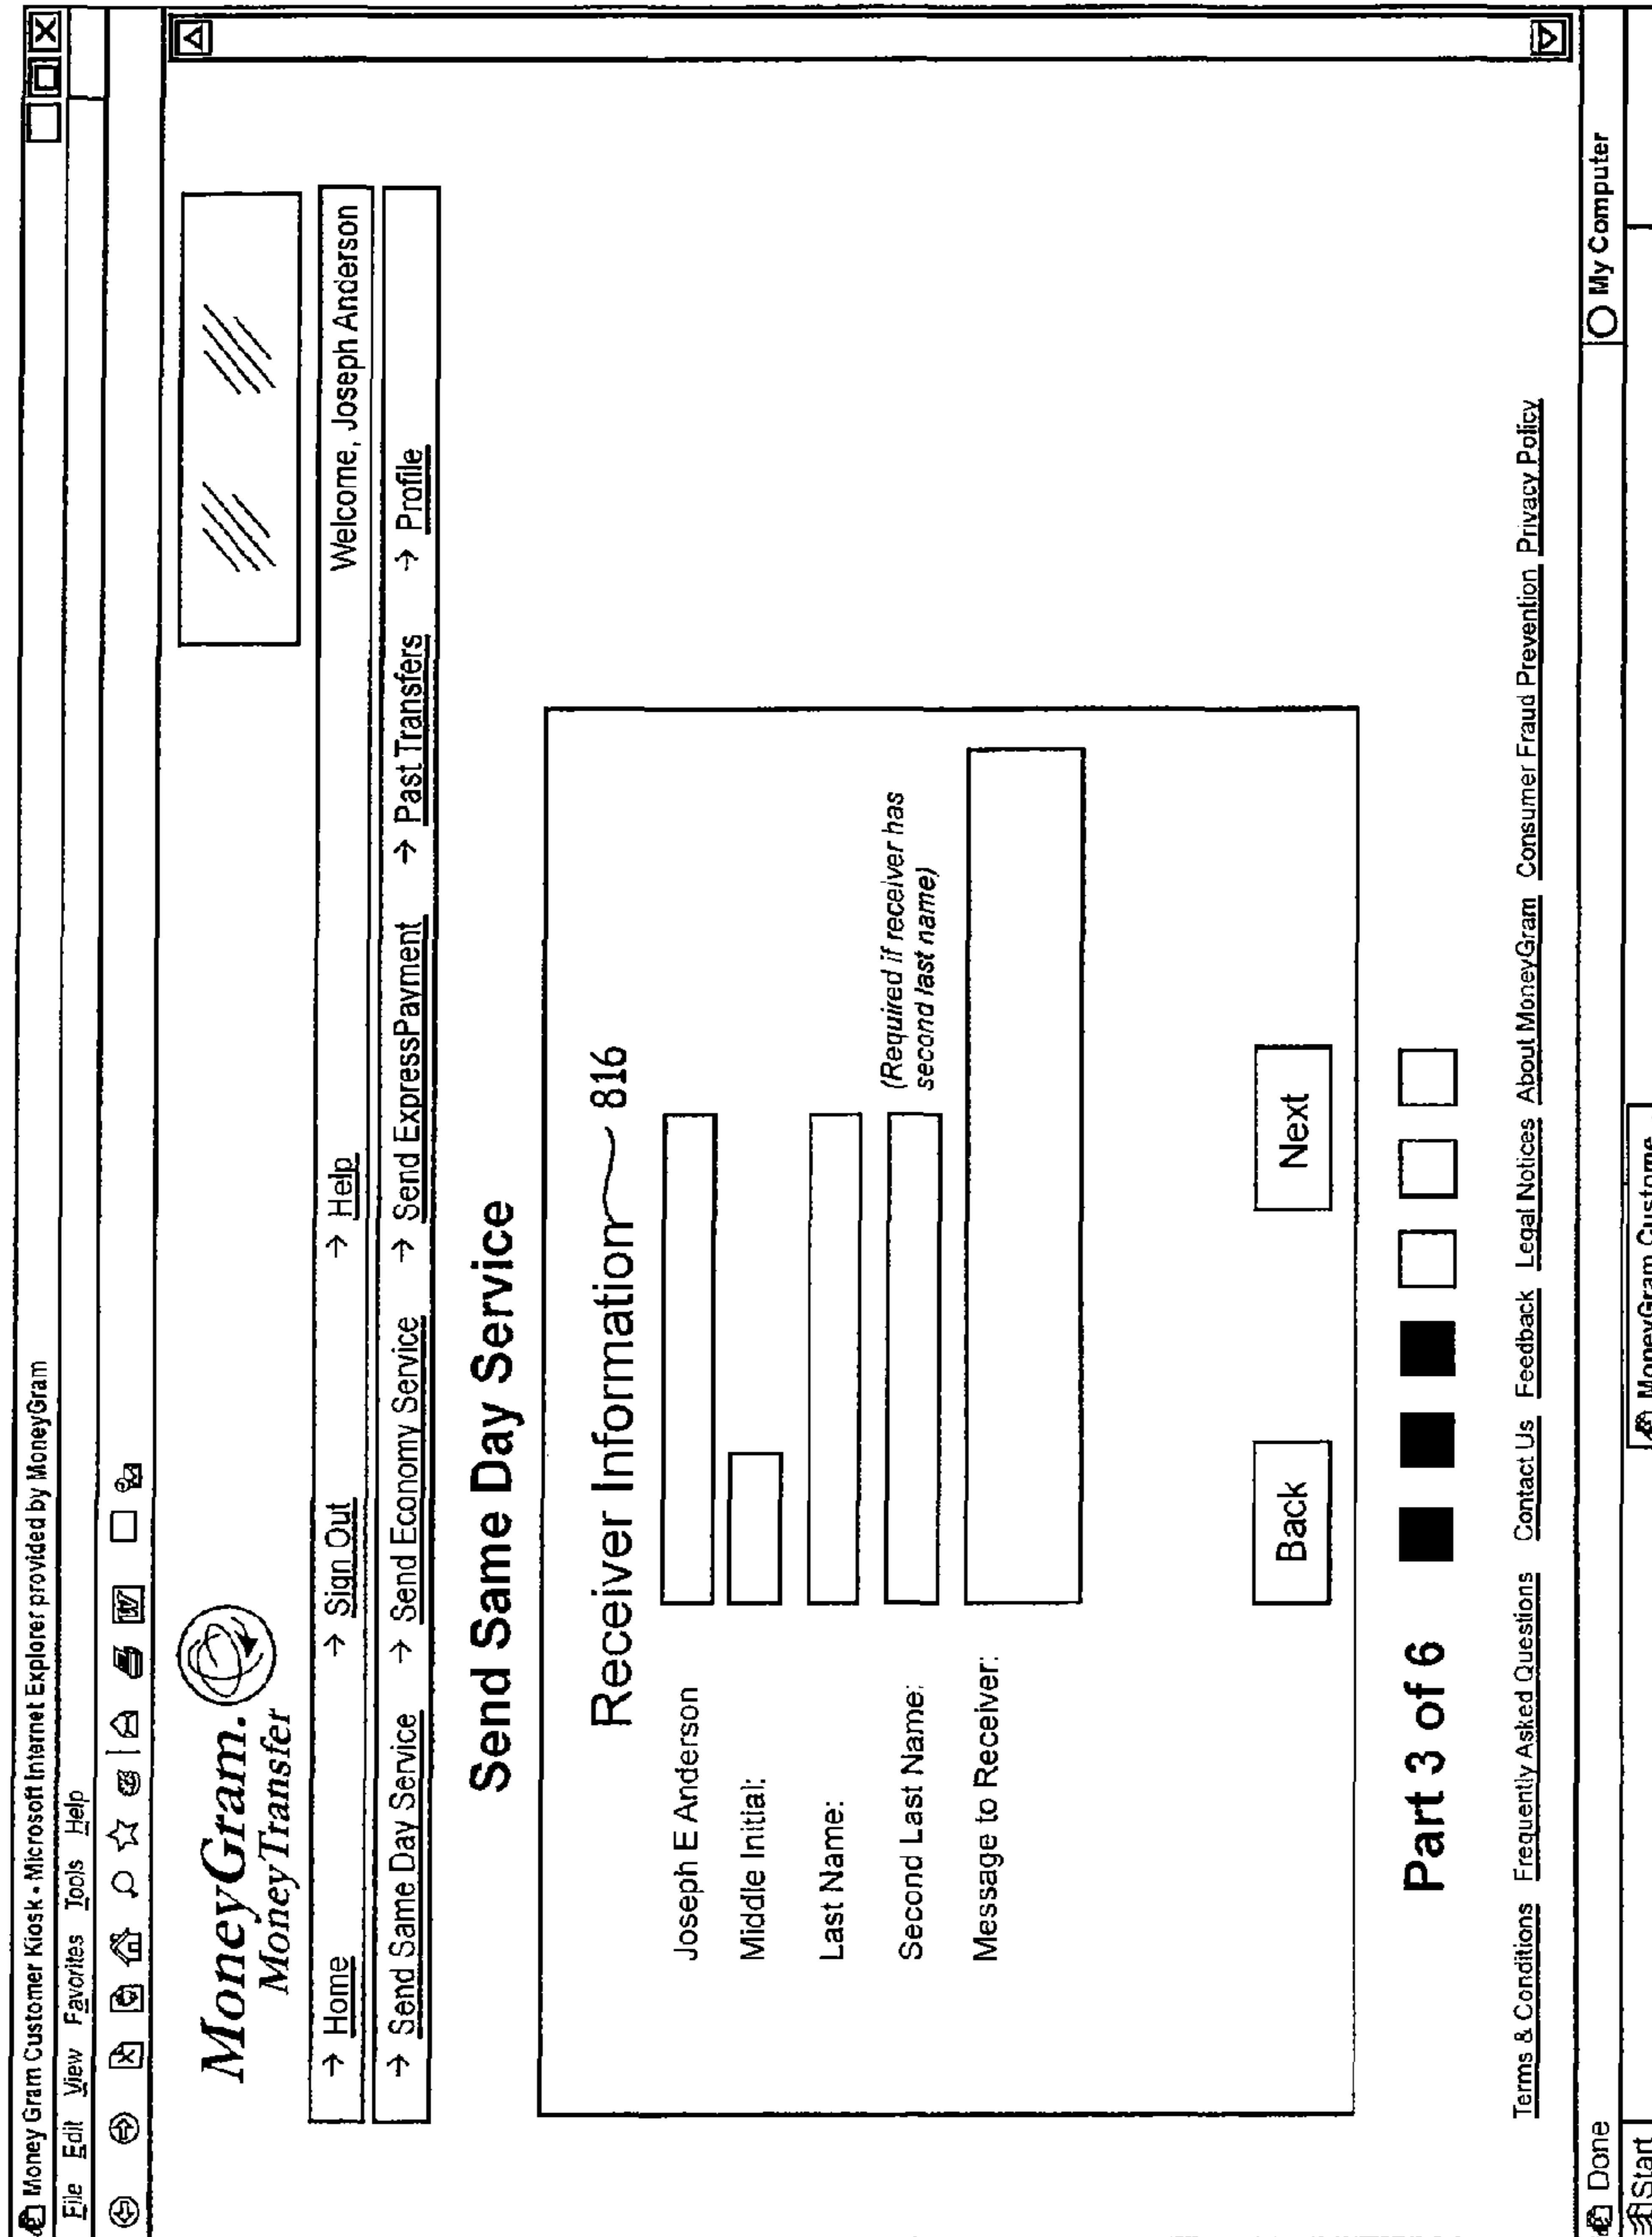 Money Gram Customer Kiosk - Microsoft Internet Explorer provided by MoneyGram
File Edit View Favorites Tools Help
W
MoneyGram.
MoneyTransfer
→ Home → Sign Out → Help Welcome, Joseph Anderson
→ Send Same Day Service → Send Economy Service → Send ExpressPayment → Past Transfers → Profile
Send Same Day Service
Receiver Information 816
Joseph E Anderson
Middle Initial:
Last Name:
Second Last Name: (Required if receiver has
second last name)
Message to Receiver:
Back Next
Part 3 of 6
Terms & Conditions Frequently Asked Questions Contact Us Feedback Legal Notices About MoneyGram Consumer Fraud Prevention Privacy Policy
Done My Computer
Start MoneyGram Custome